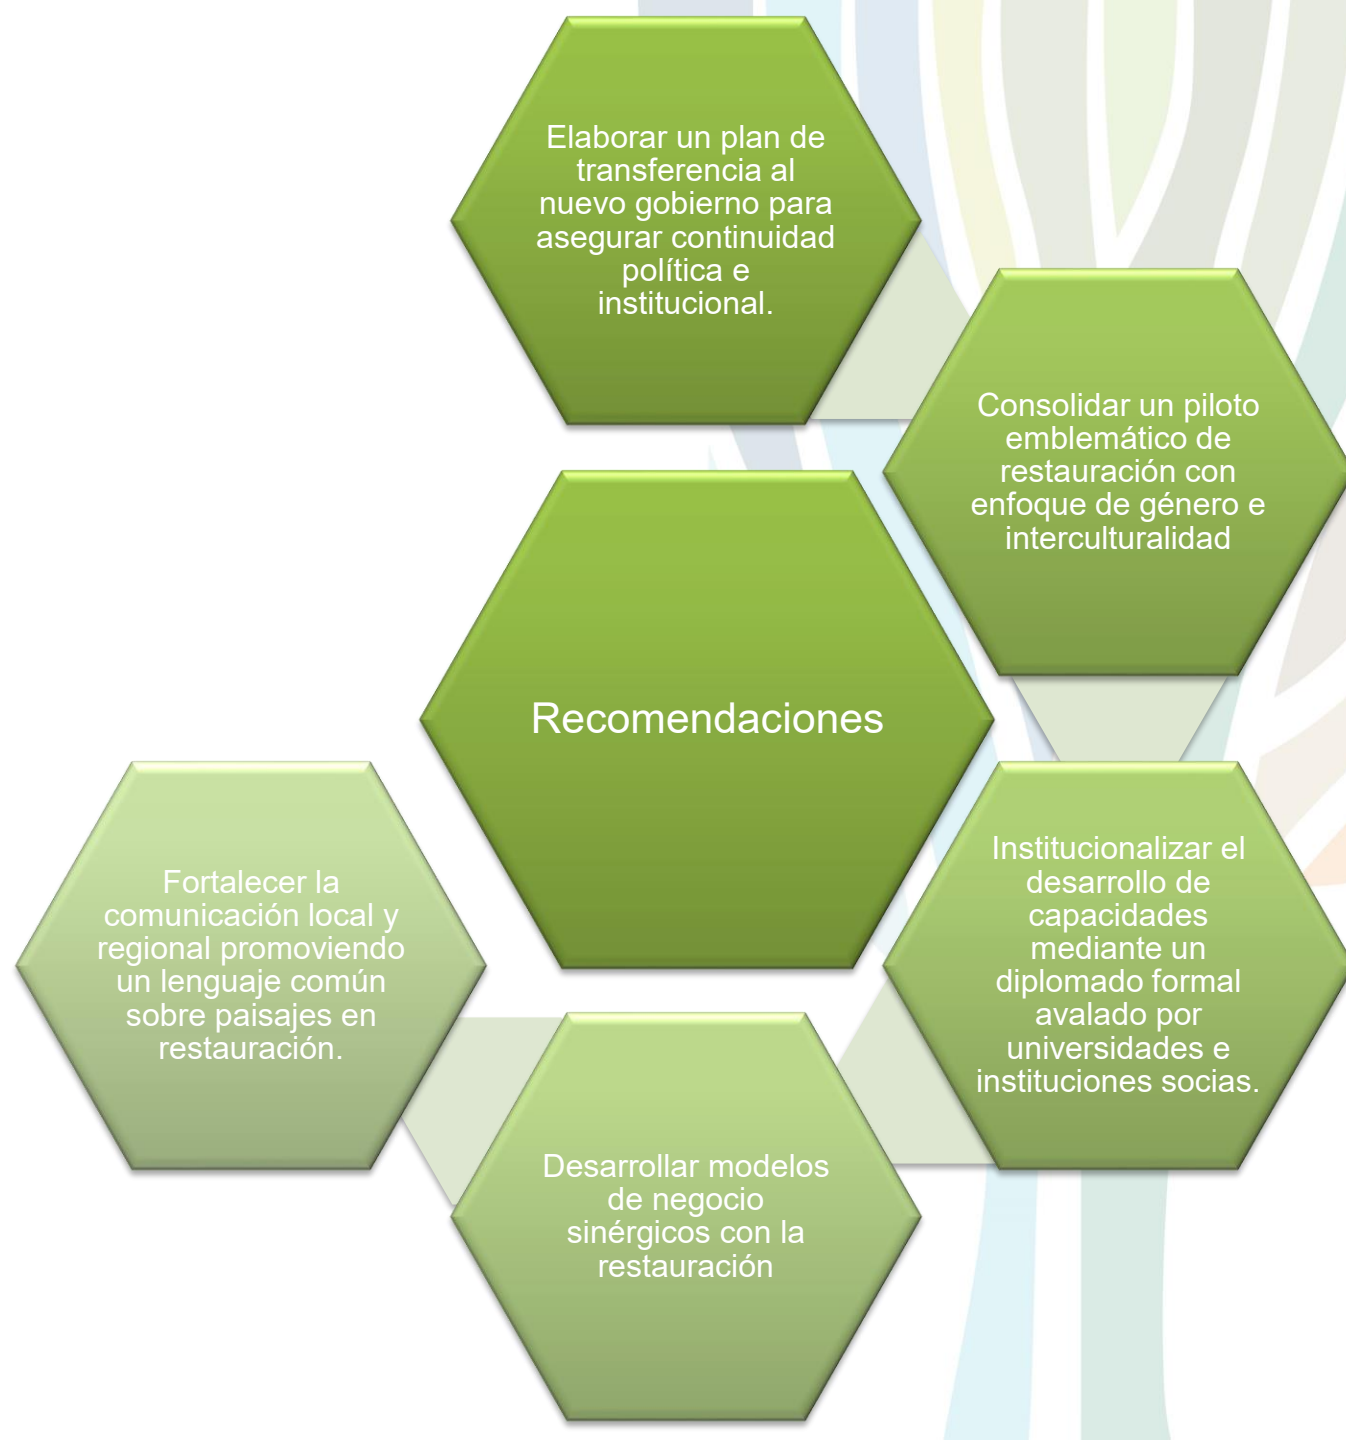 Elaborar un plan de
transferencia al
nuevo gobierno para
asegurar continuidad
política e
institucional.
Consolidar un piloto
emblemático de
restauración con
enfoque de género e
interculturalidad
Recomendaciones
Institucionalizar el
desarrollo de
capacidades
mediante un
diplomado formal
avalado por
universidades e
instituciones socias.
Desarrollar modelos
de negocio
sinérgicos con la
restauración
Fortalecer la
comunicación local y
regional promoviendo
un lenguaje común
sobre paisajes en
restauración.